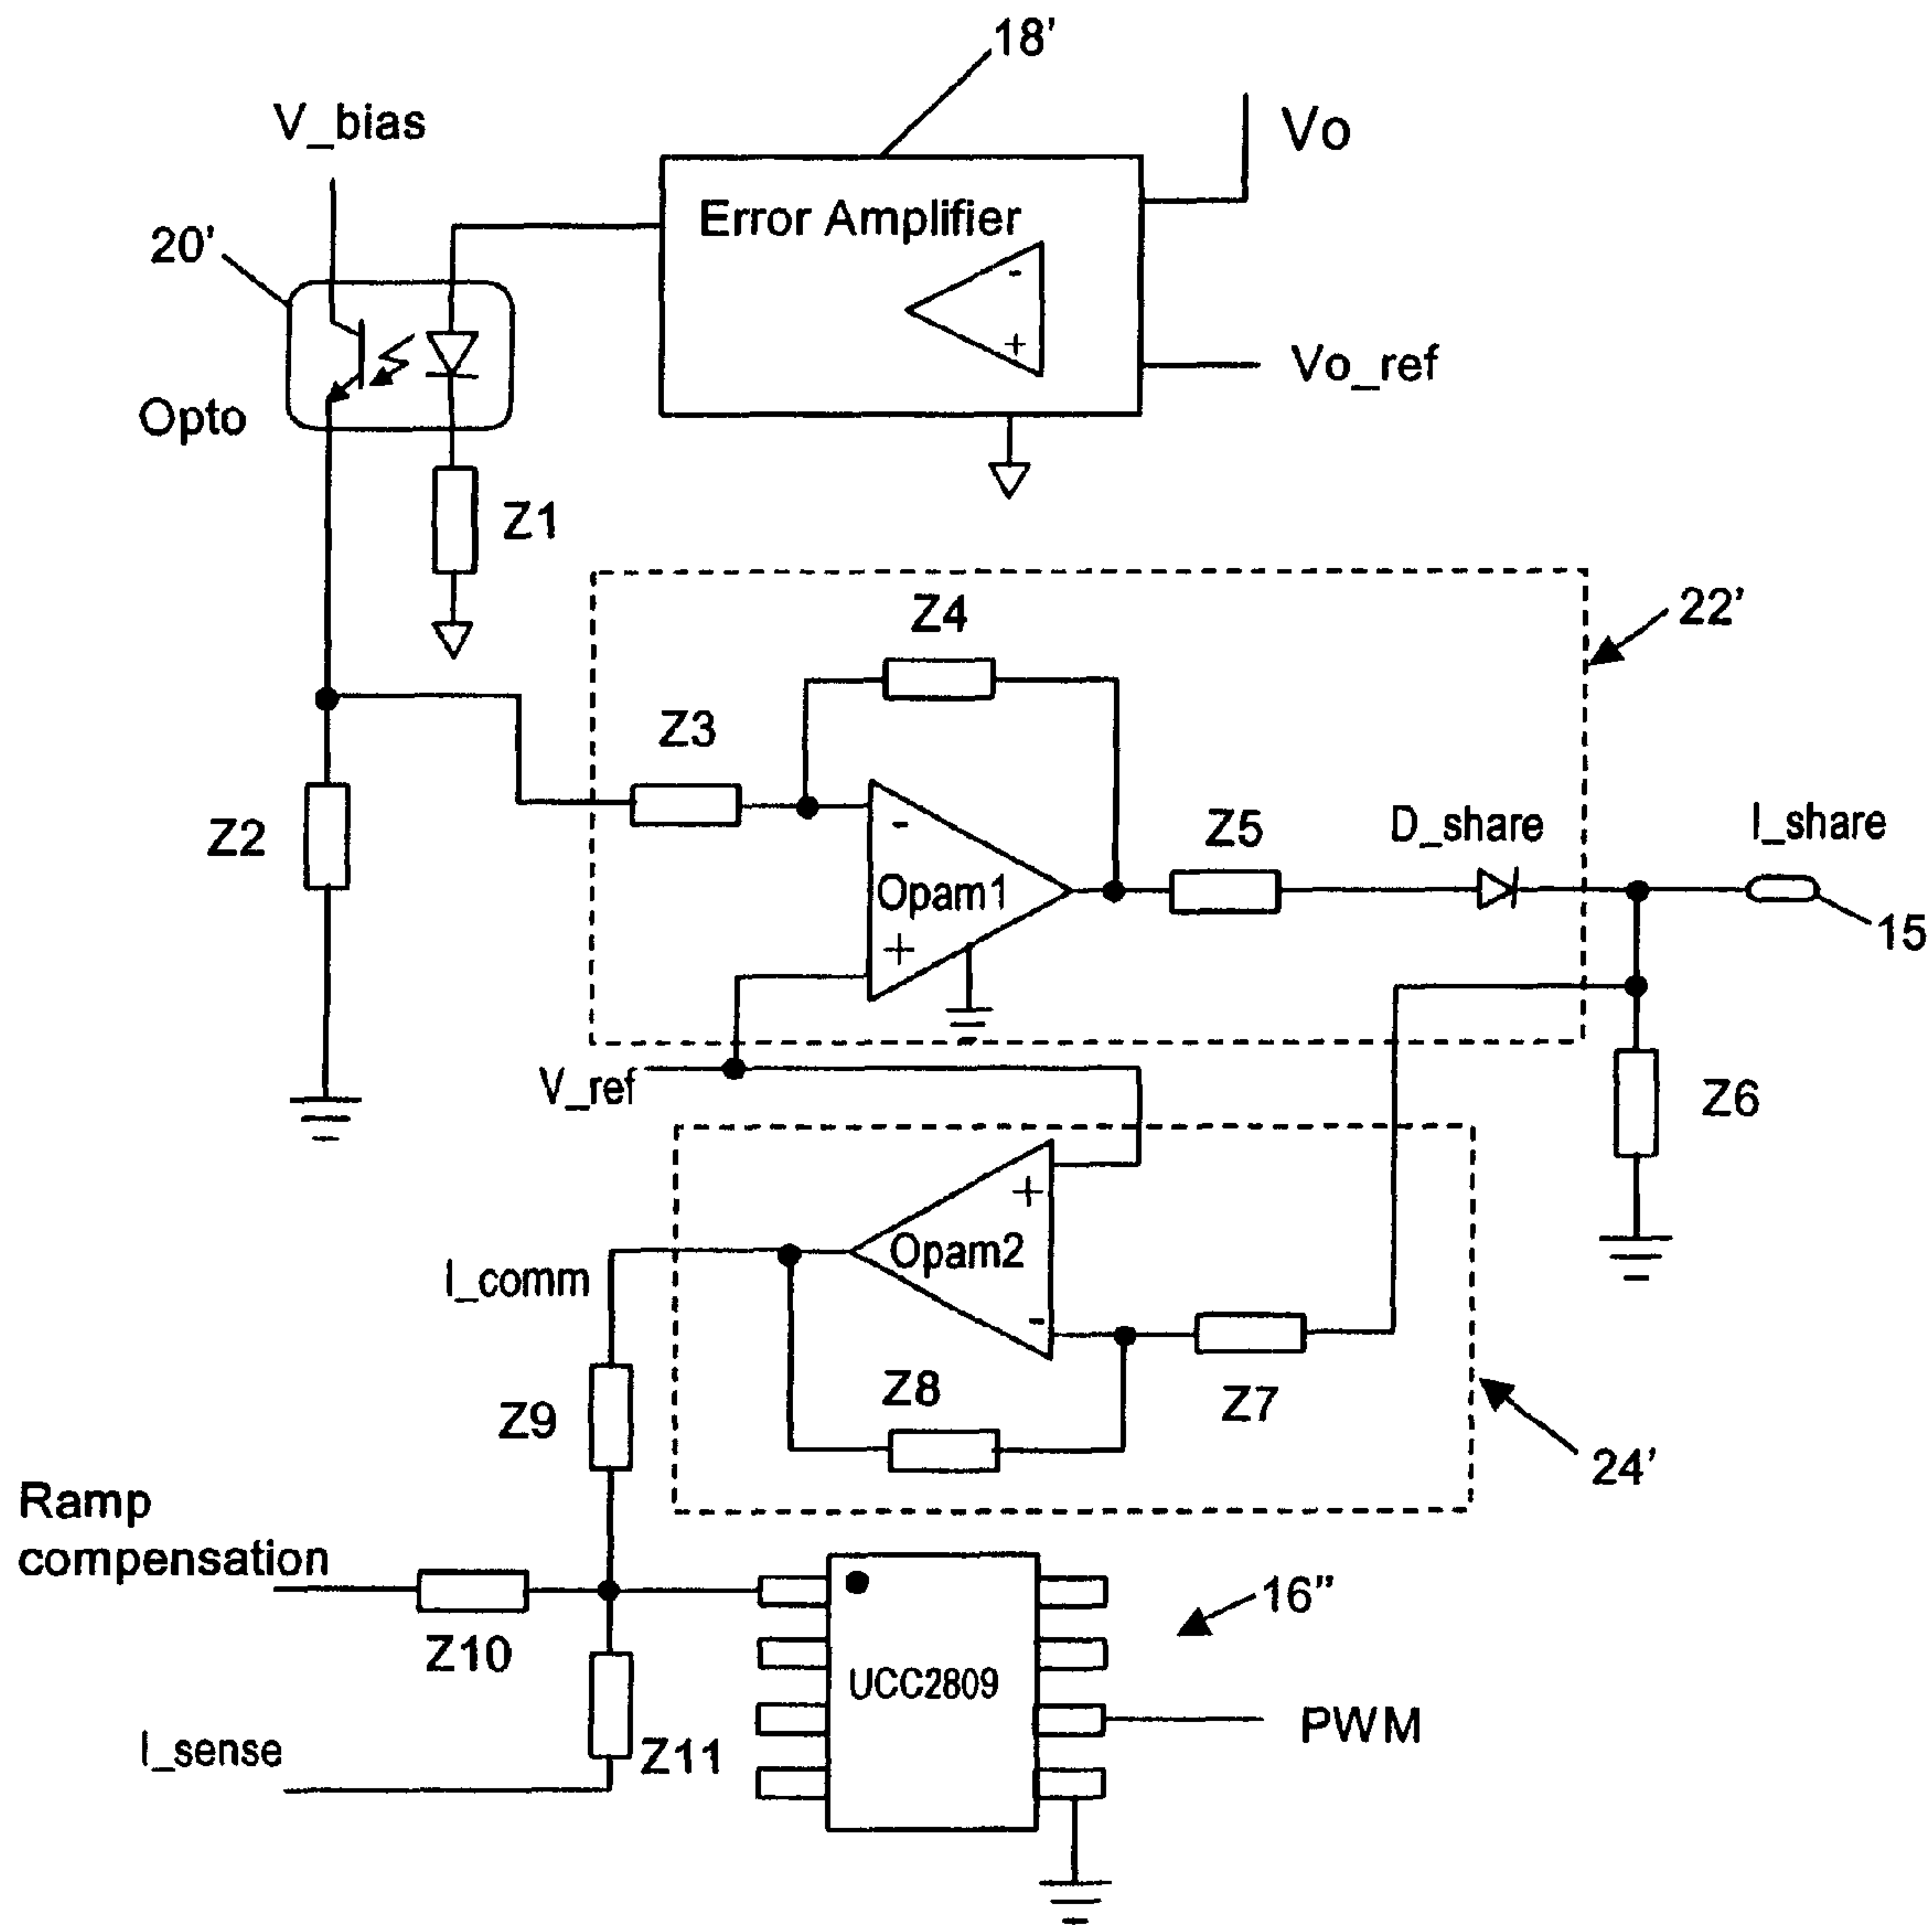 18’
V_bias
Vo
Error Amplifier
-
+
20’
Vo_ref
Opto
Z1
22’
Z4
Z3
Z2
-
Opam1
+
Z5
D_share
I_share
15
V_ref
Z6
+
Opam2
-
I_comm
Z8
Z7
Z9
24’
Ramp
compensation
Z10
16”
UCC2809
PWM
I_sense
Z11